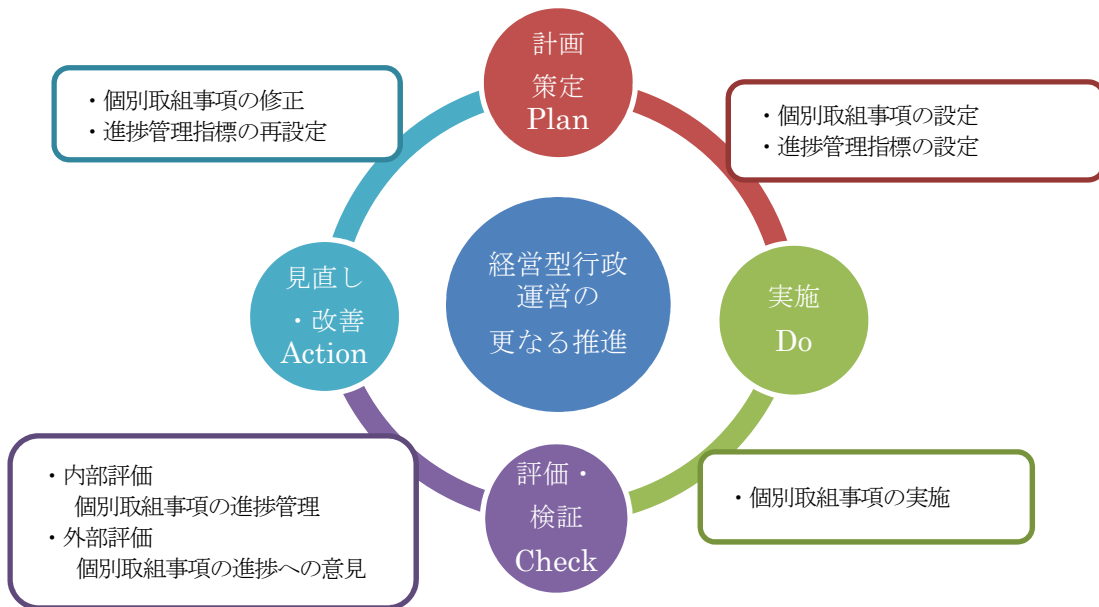 計画
策定
Plan
・個別取組事項の修正
・進捗管理指標の再設定
・個別取組事項の設定
・進捗管理指標の設定
経営型行政
運営の
更なる推進
見直し
・改善
Action
実施
Do
・内部評価
個別取組事項の進捗管理
・外部評価
個別取組事項の進捗への意見
評価・
検証
Check
・個別取組事項の実施